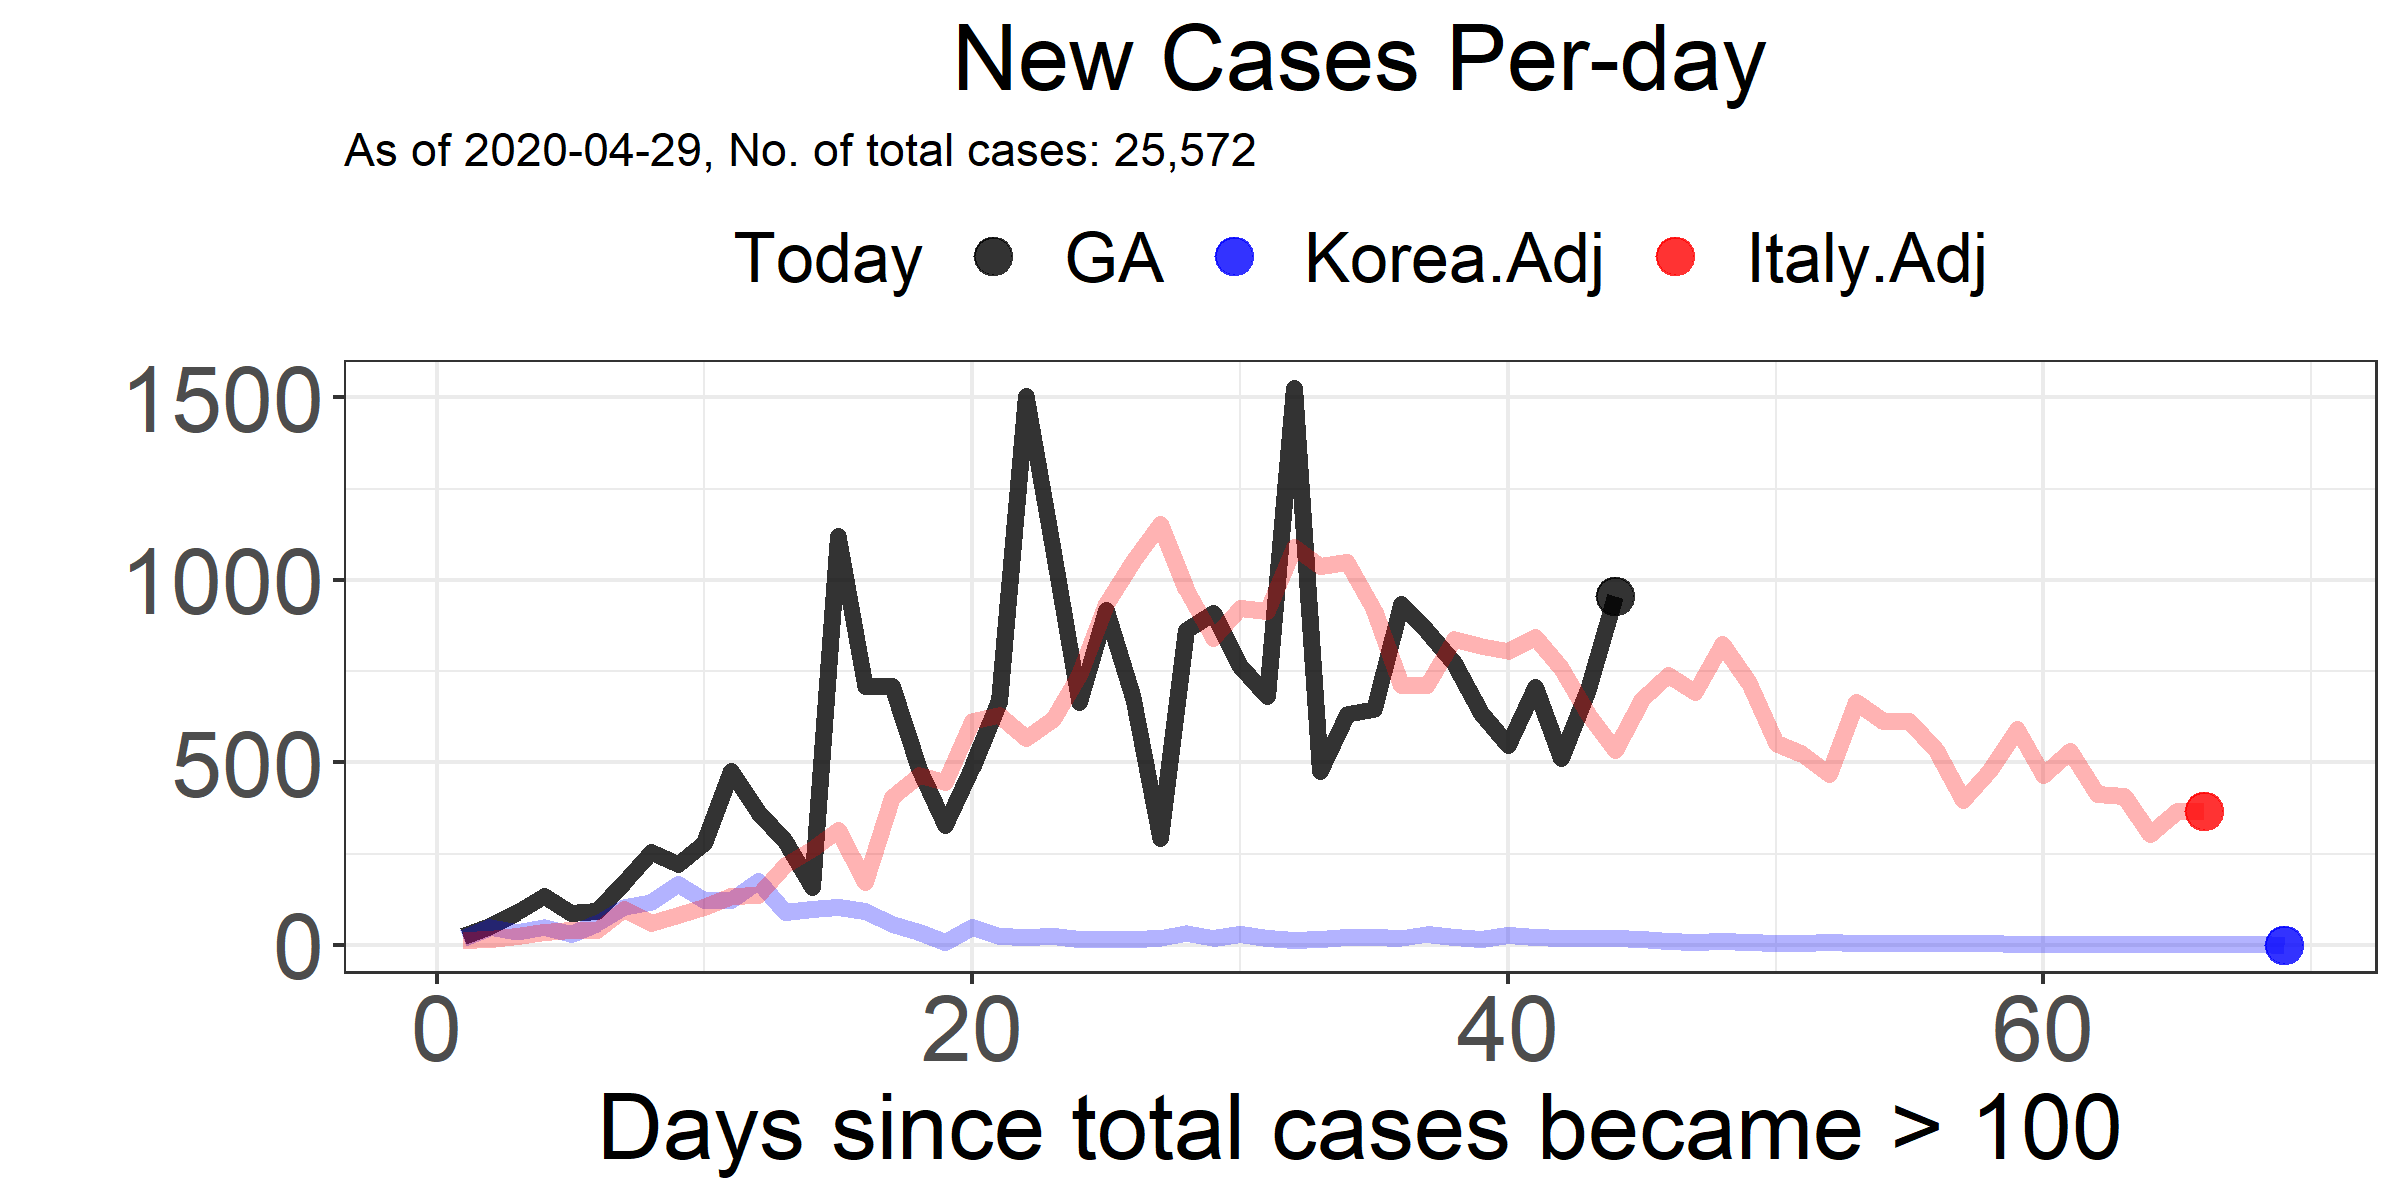 New Cases Per-day
As of 2020-04-29, No. of total cases: 25,572
Today GA Korea.Adj Italy.Adj
1500
1000
500
0
0 20 40 60
Days since total cases became > 100